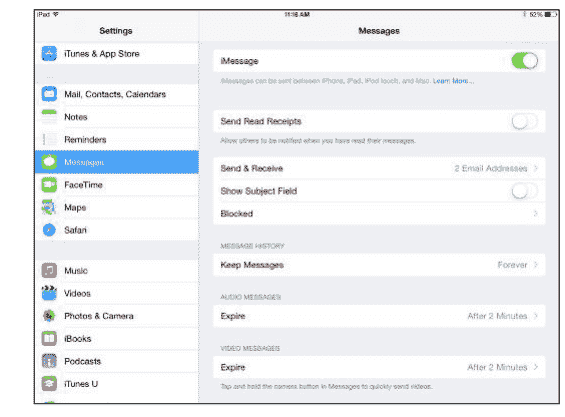 iPad
11:16 AM
52%
Settings
Messages
iTunes & App Store
Mail, Contacts, Calendars
Notes
Reminders
Messages
FaceTime
Maps
Safari
Music
Videos
Photos & Camera
iBooks
Podcasts
iTunes U
iMessage
iMessages can be sent between iPhone, iPad, iPod touch, and Mac. Learn More...
Send Read Receipts
Allow others to be notified when you have read their messages.
Send & Receive
2 Email Addresses
Show Subject Field
Blocked
MESSAGE HISTORY
Keep Messages
Forever
AUDIO MESSAGES
Expire
After 2 Minutes
VIDEO MESSAGES
Expire
After 2 Minutes
Tap and hold the camera button in Messages to quickly send videos.